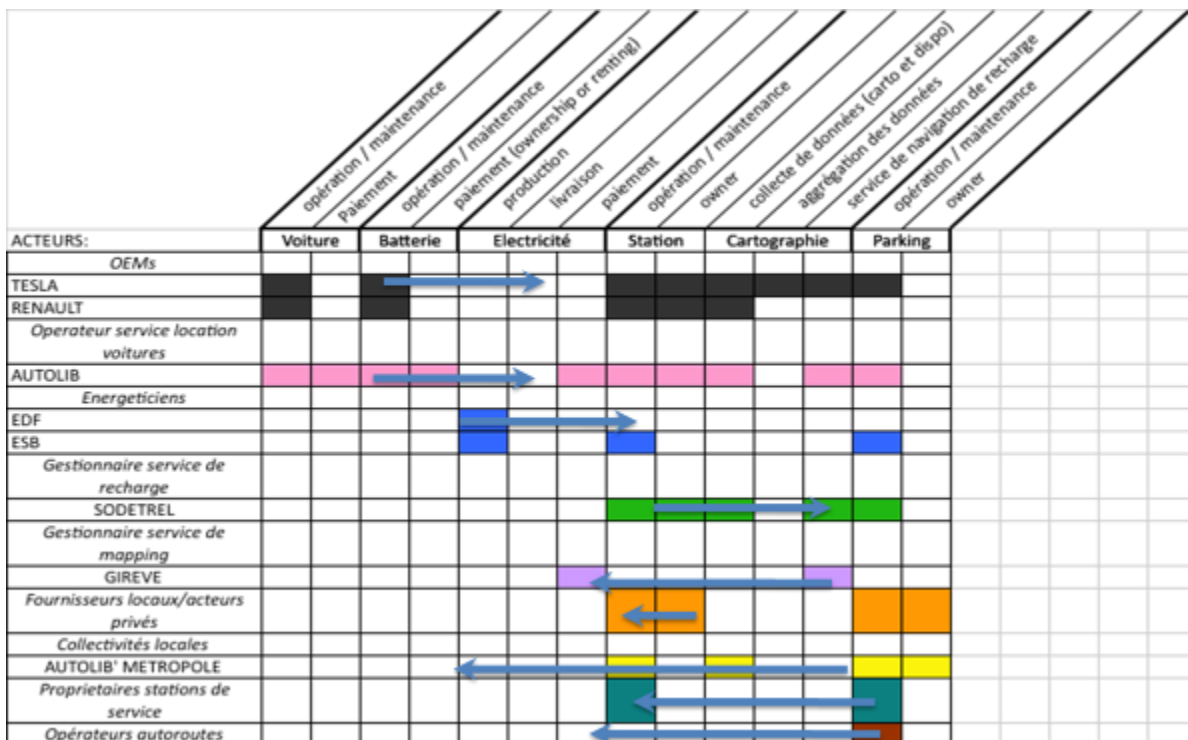 opération / maintenance
Paiement
opération / maintenance
paiement (ownership or renting)
production
livraison
paiement
opération / maintenance
owner
collecte de données (carto et dispo)
aggrégation des données
service de navigation de recharge
opération / maintenance
owner
ACTEURS: Voiture Batterie Electricité Station Cartographie Parking
OEMs
TESLA
RENAULT
Operateur service location
voitures
AUTOLIB
Energeticiens
EDF
ESB
Gestionnaire service de
recharge
SODETREL
Gestionnaire service de
mapping
GIREVE
Fournisseurs locaux/acteurs
privés
Collectivités locales
AUTOLIB' METROPOLE
Proprietaires stations de
service
Opérateurs autoroutes